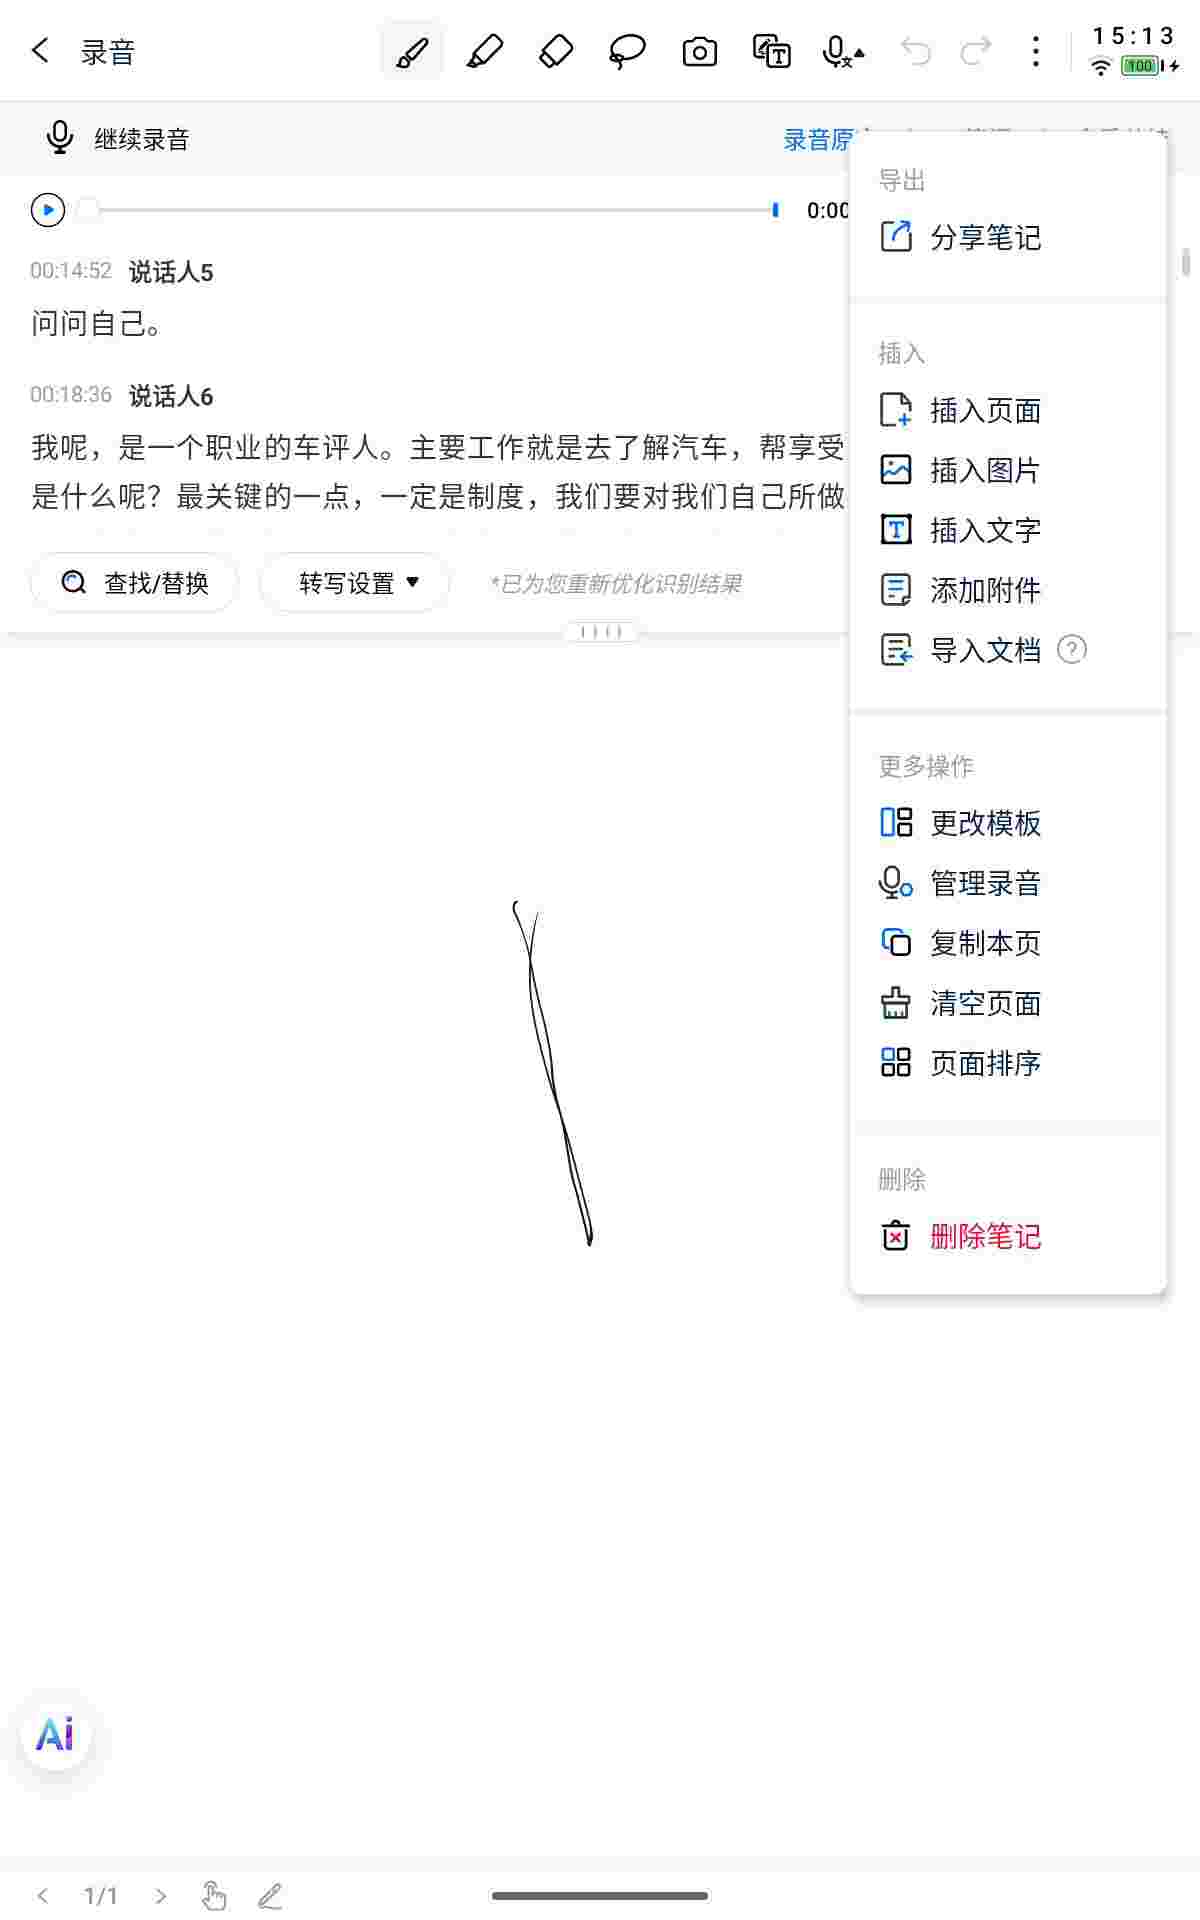 录音
15:13
100
继续录音
录音原
0:00
00:14:52 说话人5
问问自己。
00:18:36 说话人6
我呢，是一个职业的车评人。主要工作就是去了解汽车，帮享受
是什么呢？最关键的一点，一定是制度，我们要对我们自己所做
查找/替换
转写设置
*已为您重新优化识别结果
导出
分享笔记
插入
插入页面
插入图片
插入文字
添加附件
导入文档
更多操作
更改模板
管理录音
复制本页
清空页面
页面排序
删除
删除笔记
Ai
1/1